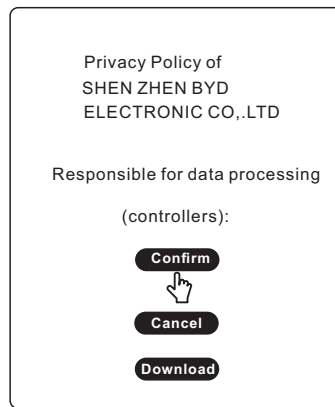 Privacy Policy of
SHEN ZHEN BYD
ELECTRONIC CO,.LTD
Responsible for data processing
(controllers):
Confirm
Cancel
Download